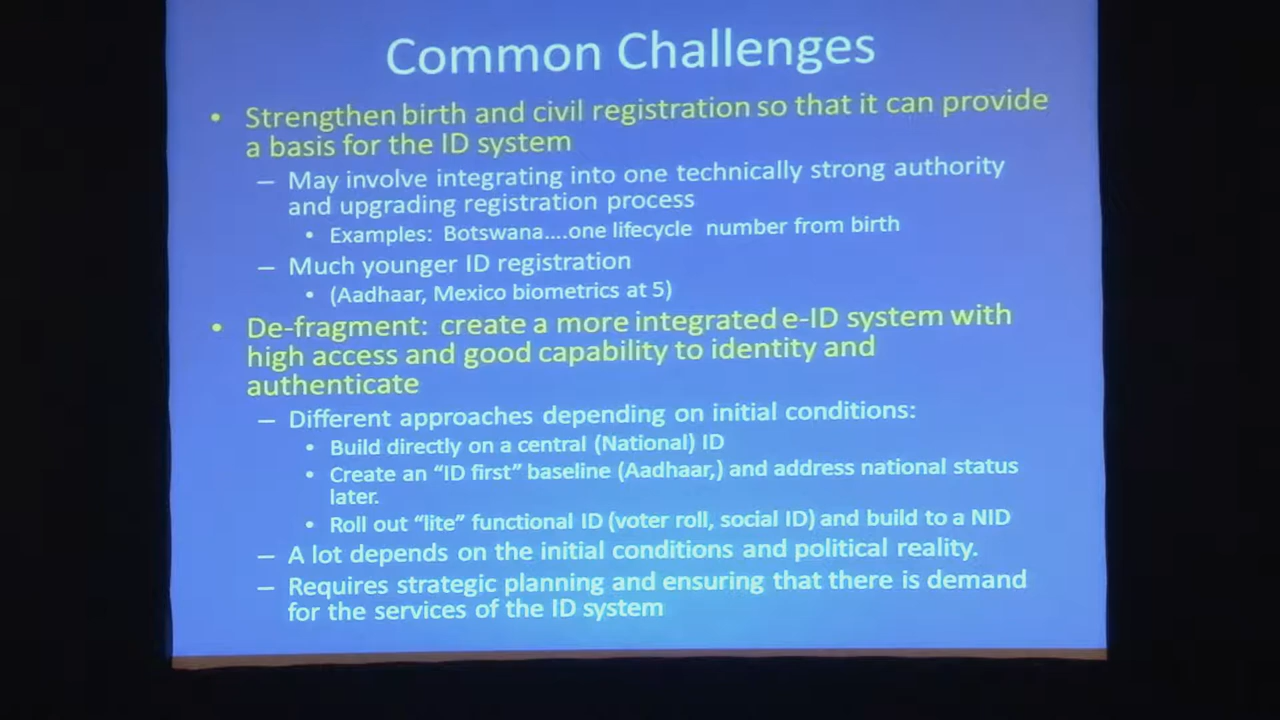 Common Challenges
• Strengthen birth and civil registration so that it can provide
a basis for the ID system
– May involve integrating into one technically strong authority
and upgrading registration process
• Examples: Botswana....one lifecycle number from birth
– Much younger ID registration
• (Aadhaar, Mexico biometrics at 5)
• De-fragment: create a more integrated e-ID system with
high access and good capability to identity and
authenticate
– Different approaches depending on initial conditions:
• Build directly on a central (National) ID
• Create an “ID first” baseline (Aadhaar,) and address national status
later.
• Roll out “lite” functional ID (voter roll, social ID) and build to a NID
– A lot depends on the initial conditions and political reality.
– Requires strategic planning and ensuring that there is demand
for the services of the ID system